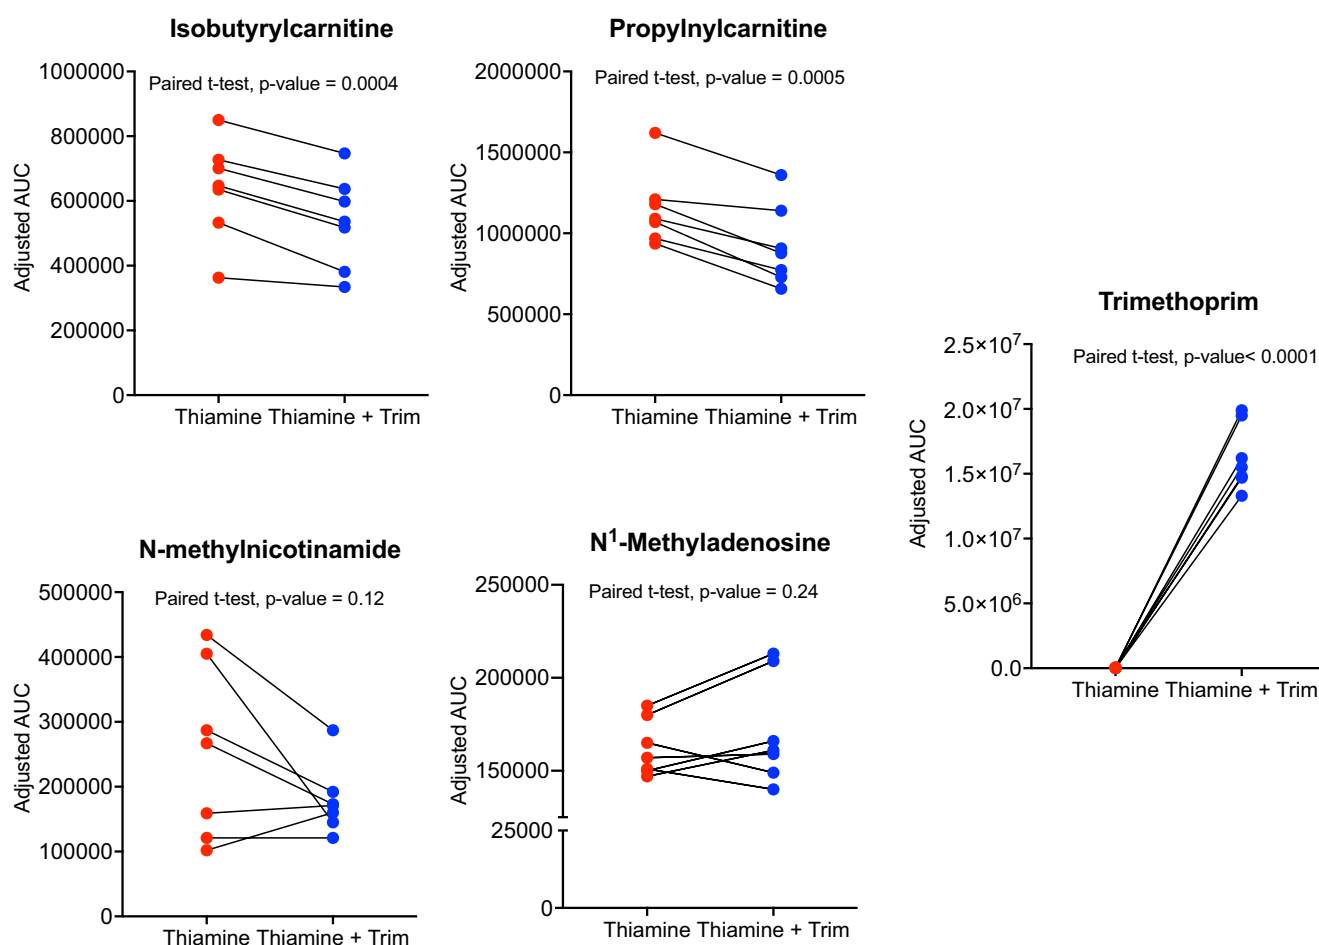 Isobutyrylcarnitine
Paired t-test, p-value = 0.0004
Adjusted AUC
1000000
800000
600000
400000
200000
0
Thiamine Thiamine + Trim
Propylnylcarnitine
Paired t-test, p-value = 0.0005
Adjusted AUC
2000000
1500000
1000000
500000
0
Thiamine Thiamine + Trim
Trimethoprim
Paired t-test, p-value< 0.0001
Adjusted AUC
2.5×10⁷
2.0×10⁷
1.5×10⁷
1.0×10⁷
5.0×10⁶
0.0
Thiamine Thiamine + Trim
N-methylnicotinamide
Paired t-test, p-value = 0.12
Adjusted AUC
500000
400000
300000
200000
100000
0
Thiamine Thiamine + Trim
N¹-Methyladenosine
Paired t-test, p-value = 0.24
Adjusted AUC
250000
200000
150000
25000
0
Thiamine Thiamine + Trim